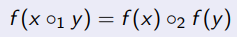 f(x ∘₁ y) = f(x) ∘₂ f(y)